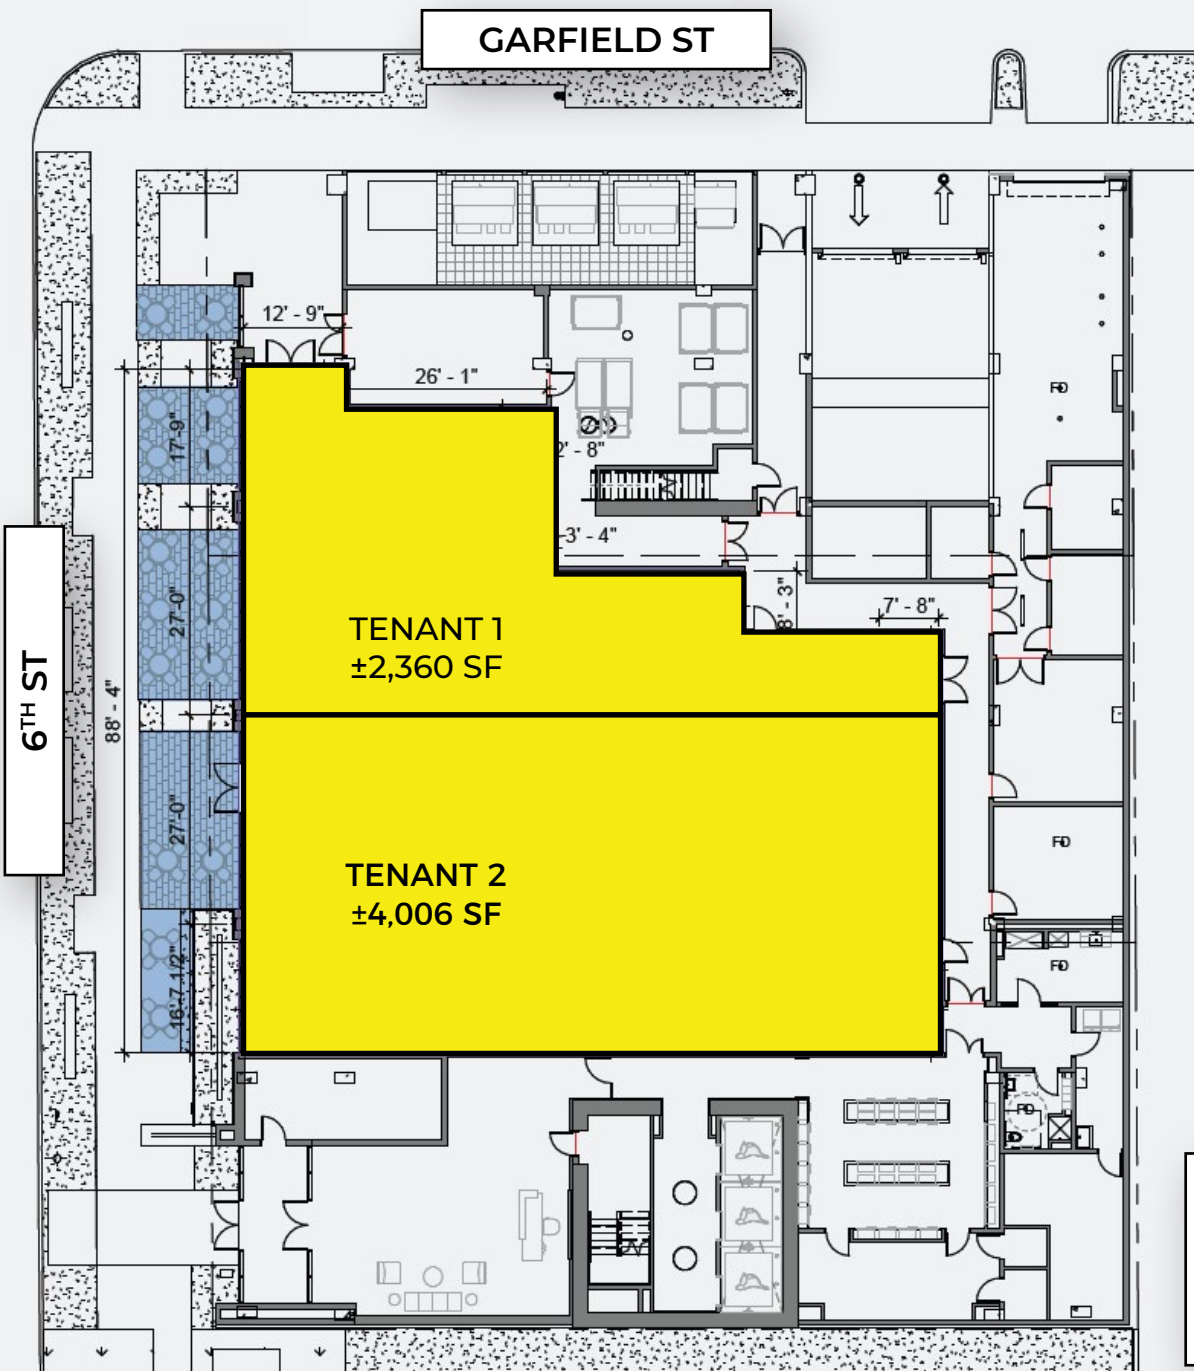 GARFIELD ST
12' - 9"
26' - 1"
FD
17'-9"
2' - 8"
-3' - 4"
27'-0"
8' - 3"
7' - 8"
TENANT 1
±2,360 SF
6TH ST
88' - 4"
27'-0"
FD
TENANT 2
±4,006 SF
FD
16'-7 1/2"
FD